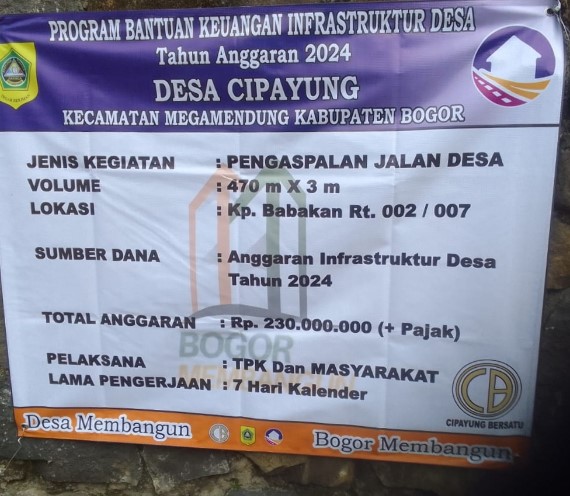 PROGRAM BANTUAN KEUANGAN INFRASTRUKTUR DESA
Tahun Anggaran 2024
DESA CIPAYUNG
KECAMATAN MEGAMENDUNG KABUPATEN BOGOR
JENIS KEGIATAN : PENGASPALAN JALAN DESA
VOLUME : 470 m X 3 m
LOKASI : Kp. Babakan Rt. 002 / 007
SUMBER DANA : Anggaran Infrastruktur Desa
Tahun 2024
TOTAL ANGGARAN : Rp. 230.000.000 (+ Pajak)
BOGOR
MEMBANGUN
PELAKSANA : TPK Dan MASYARAKAT
LAMA PENGERJAAN : 7 Hari Kalender
CB
CIPAYUNG BERSATU
Desa Membangun
Bogor Membangun